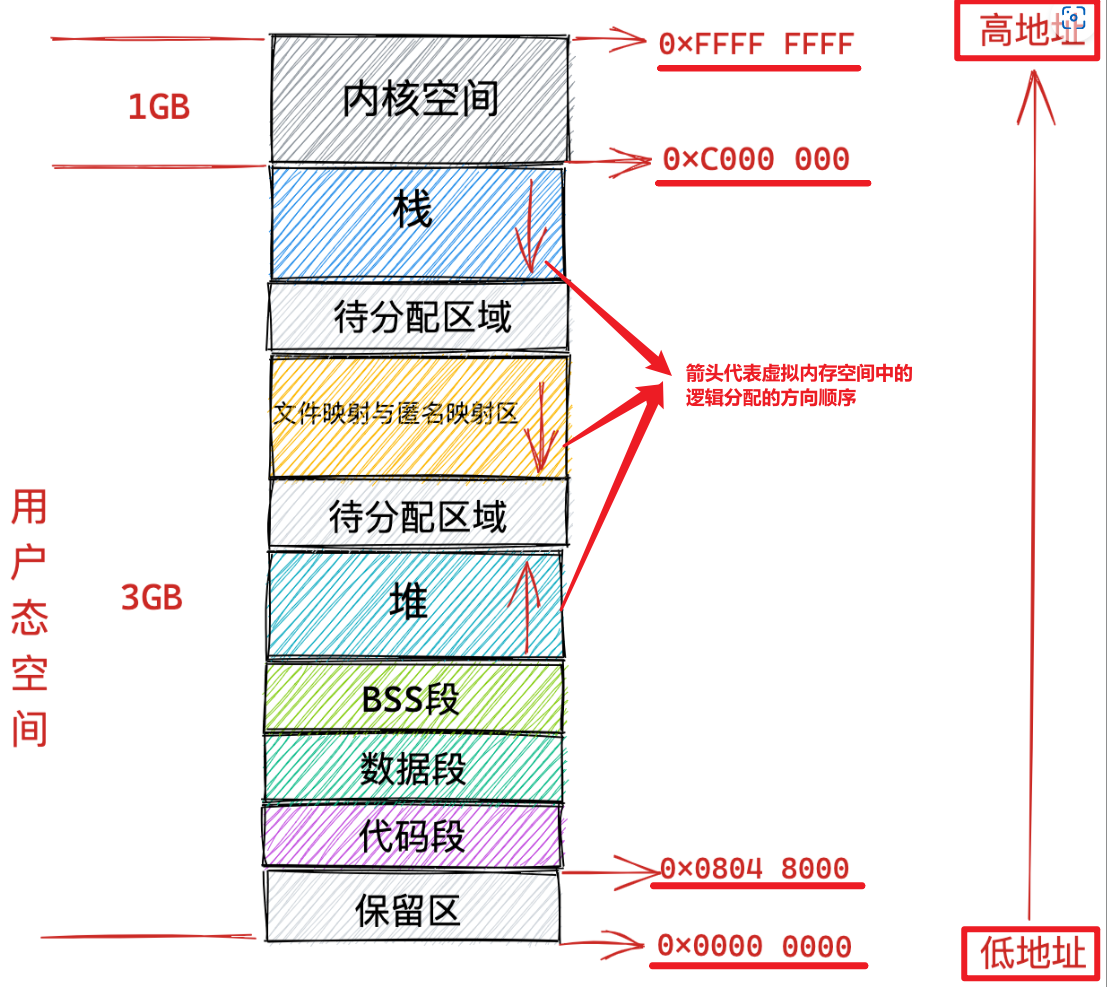 高地址
0×FFFF FFFF
内核空间
1GB
0×C000 000
栈
待分配区域
箭头代表虚拟内存空间中的
逻辑分配的方向顺序
文件映射与匿名映射区
待分配区域
用户态空间
3GB
堆
BSS段
数据段
代码段
0×0804 8000
保留区
0×0000 0000
低地址